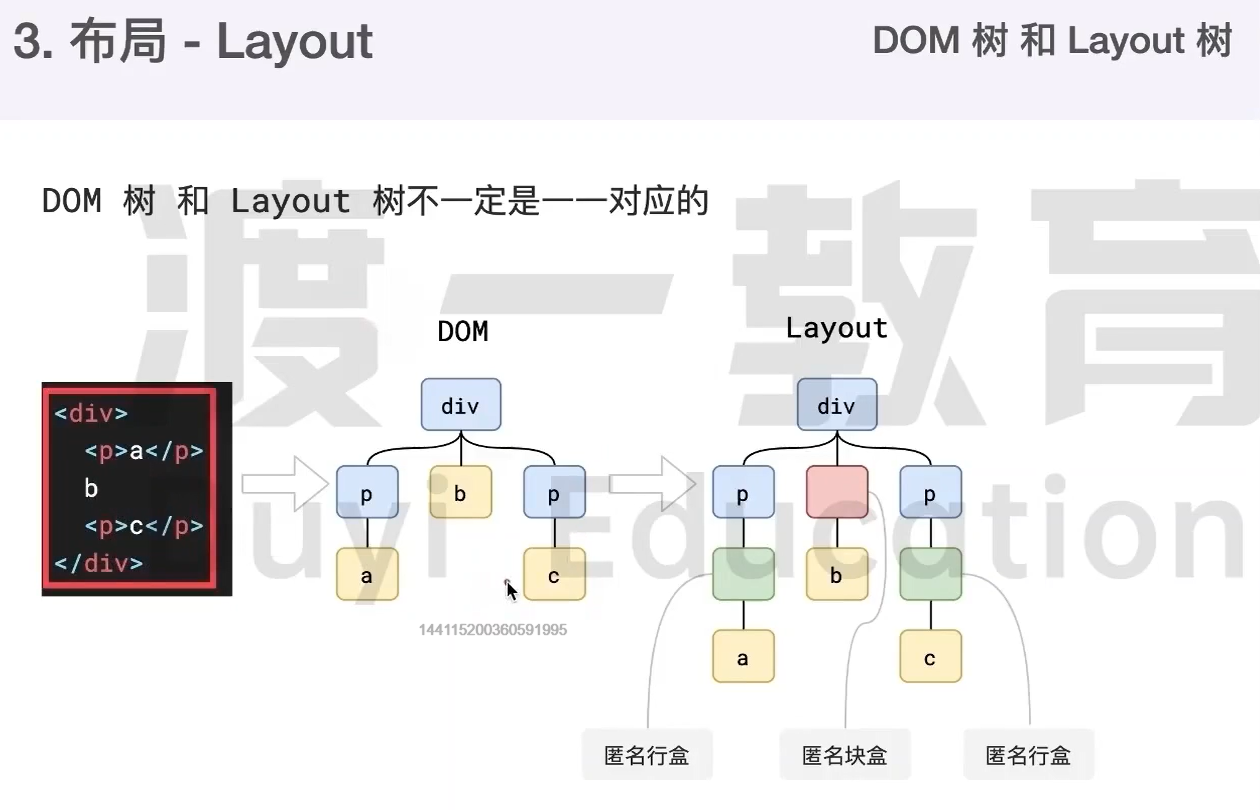 3. 布局 - Layout
DOM 树 和 Layout 树
DOM 树 和 Layout 树不一定是一一对应的
渡一教育
Duyi Education
DOM
Layout
<div>
<p>a</p>
b
<p>c</p>
</div>
div
p b p
a c
div
p p
b
a c
144115200360591995
匿名行盒 匿名块盒 匿名行盒